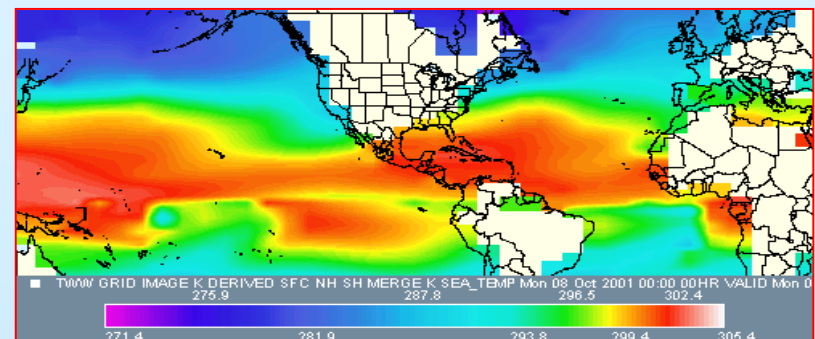 TWW GRID IMAGE K DERIVED SFC NH SH MERGE K SEA_TEMP Mon 08 Oct 2001 00:00 00HR VALID Mon 0
275.9 287.8 296.5 302.4
271.4 281.9 293.8 299.4 305.4